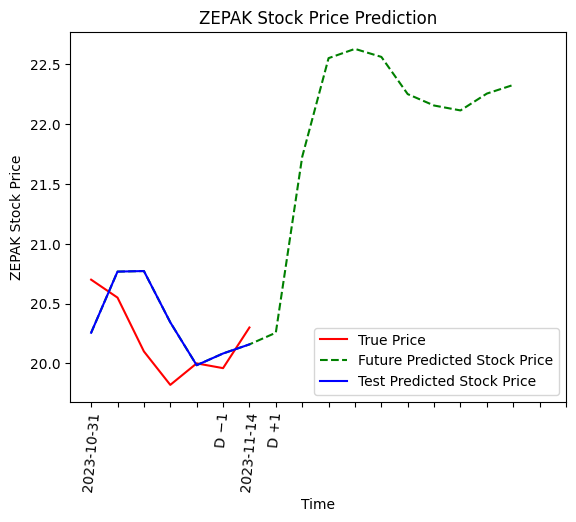 ZEPAK Stock Price Prediction
22.5
22.0
21.5
21.0
20.5
20.0
ZEPAK Stock Price
True Price
Future Predicted Stock Price
Test Predicted Stock Price
2023-10-31
D −1
2023-11-14
D +1
Time